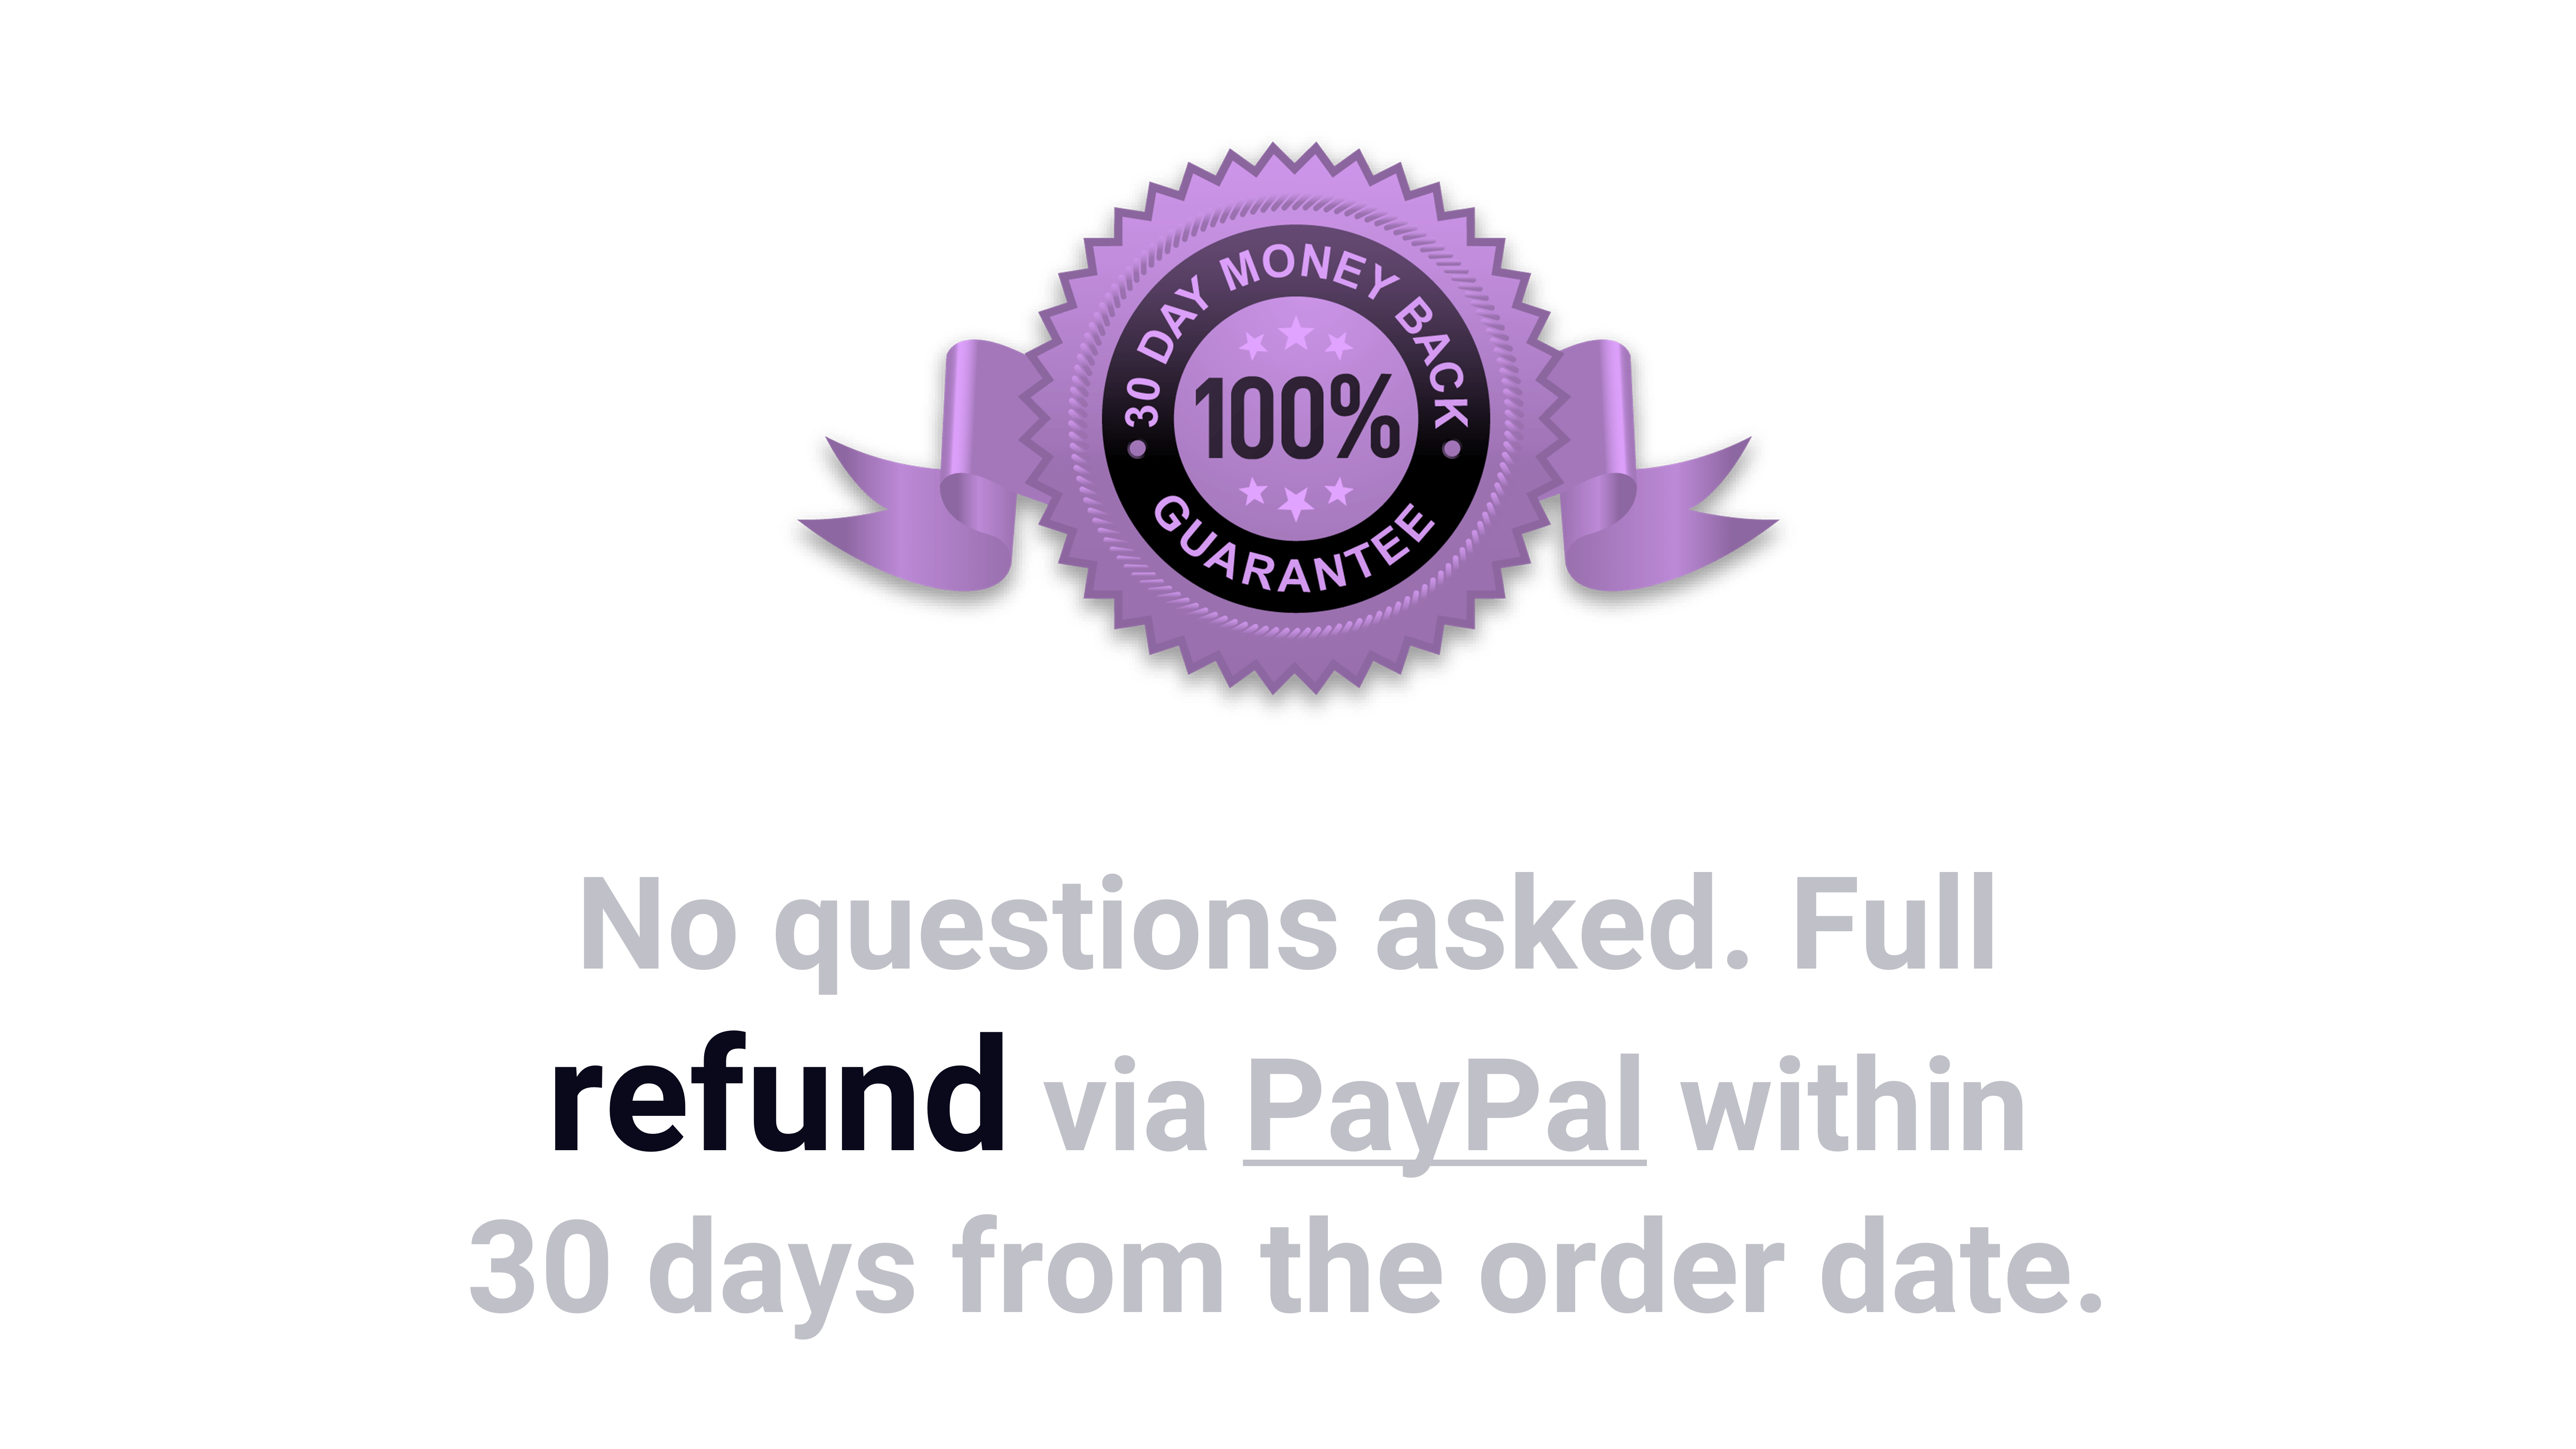 30 DAY MONEY BACK
100%
GUARANTEE
No questions asked. Full
refund via PayPal within
30 days from the order date.